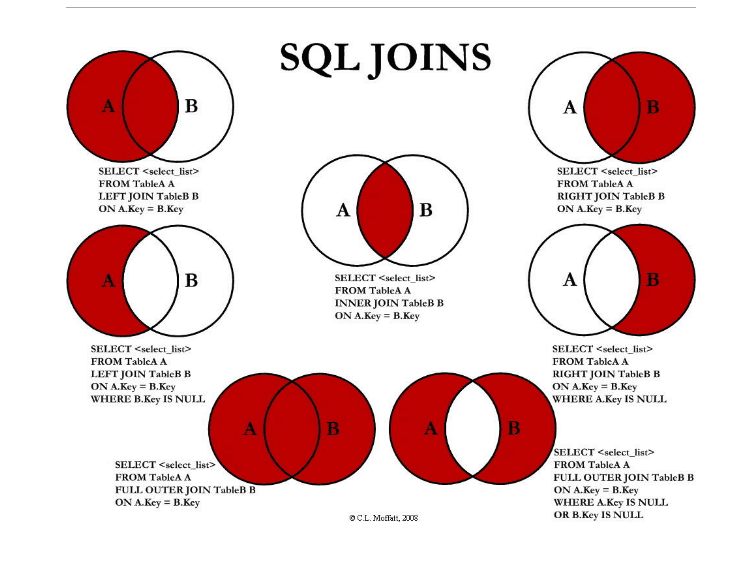 SQL JOINS
A B
SELECT <select_list>
FROM TableA A
LEFT JOIN TableB B
ON A.Key = B.Key
A B
SELECT <select_list>
FROM TableA A
RIGHT JOIN TableB B
ON A.Key = B.Key
A B
SELECT <select_list>
FROM TableA A
INNER JOIN TableB B
ON A.Key = B.Key
A B
SELECT <select_list>
FROM TableA A
LEFT JOIN TableB B
ON A.Key = B.Key
WHERE B.Key IS NULL
A B
SELECT <select_list>
FROM TableA A
RIGHT JOIN TableB B
ON A.Key = B.Key
WHERE A.Key IS NULL
A B
SELECT <select_list>
FROM TableA A
FULL OUTER JOIN TableB B
ON A.Key = B.Key
A B
SELECT <select_list>
FROM TableA A
FULL OUTER JOIN TableB B
ON A.Key = B.Key
WHERE A.Key IS NULL
OR B.Key IS NULL
© C.L. Moffatt, 2008